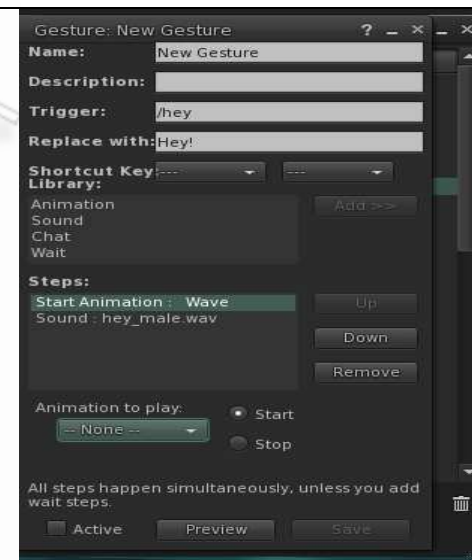 Gesture: New Gesture ? _ ×
Name: New Gesture
Description:
Trigger: /hey
Replace with: Hey!
Shortcut Key: --- ---
Library:
Animation Add >>
Sound
Chat
Wait
Steps:
Start Animation : Wave Up
Sound : hey_male.wav
Down
Remove
Animation to play: Start
-- None --
Stop
All steps happen simultaneously, unless you add
wait steps.
Active Preview Save